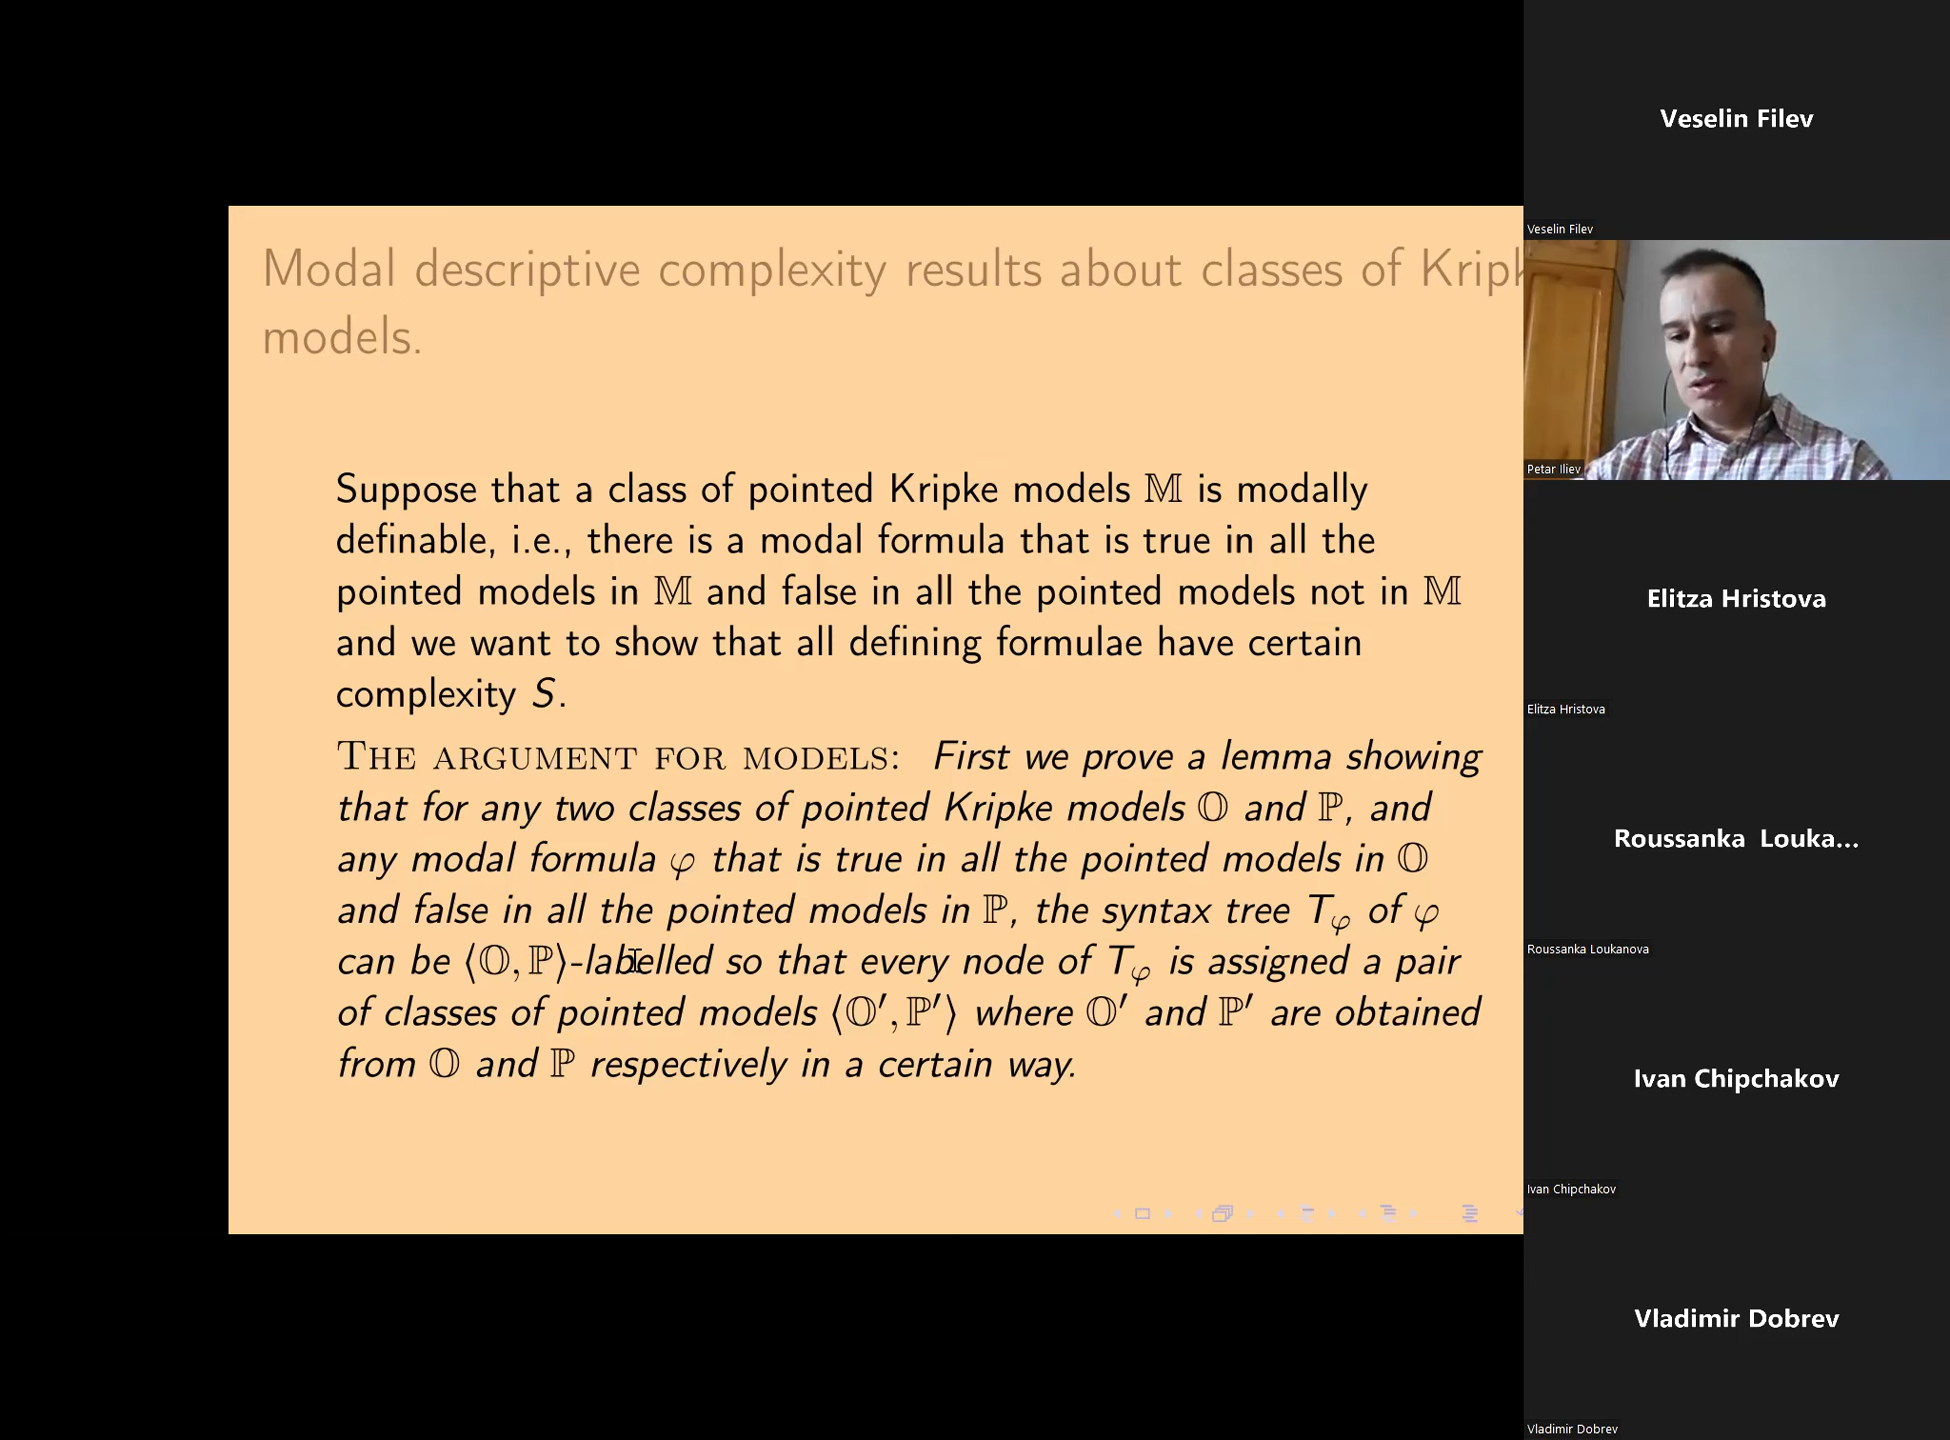 Modal descriptive complexity results about classes of Kripk
models.
Suppose that a class of pointed Kripke models 𝕄 is modally
definable, i.e., there is a modal formula that is true in all the
pointed models in 𝕄 and false in all the pointed models not in 𝕄
and we want to show that all defining formulae have certain
complexity S.
THE ARGUMENT FOR MODELS: First we prove a lemma showing
that for any two classes of pointed Kripke models 𝕆 and ℙ, and
any modal formula φ that is true in all the pointed models in 𝕆
and false in all the pointed models in ℙ, the syntax tree T_φ of φ
can be ⟨𝕆, ℙ⟩-labelled so that every node of T_φ is assigned a pair
of classes of pointed models ⟨𝕆′, ℙ′⟩ where 𝕆′ and ℙ′ are obtained
from 𝕆 and ℙ respectively in a certain way.
Veselin Filev
Veselin Filev
Petar Iliev
Elitza Hristova
Elitza Hristova
Roussanka Louka...
Roussanka Loukanova
Ivan Chipchakov
Ivan Chipchakov
Vladimir Dobrev
Vladimir Dobrev